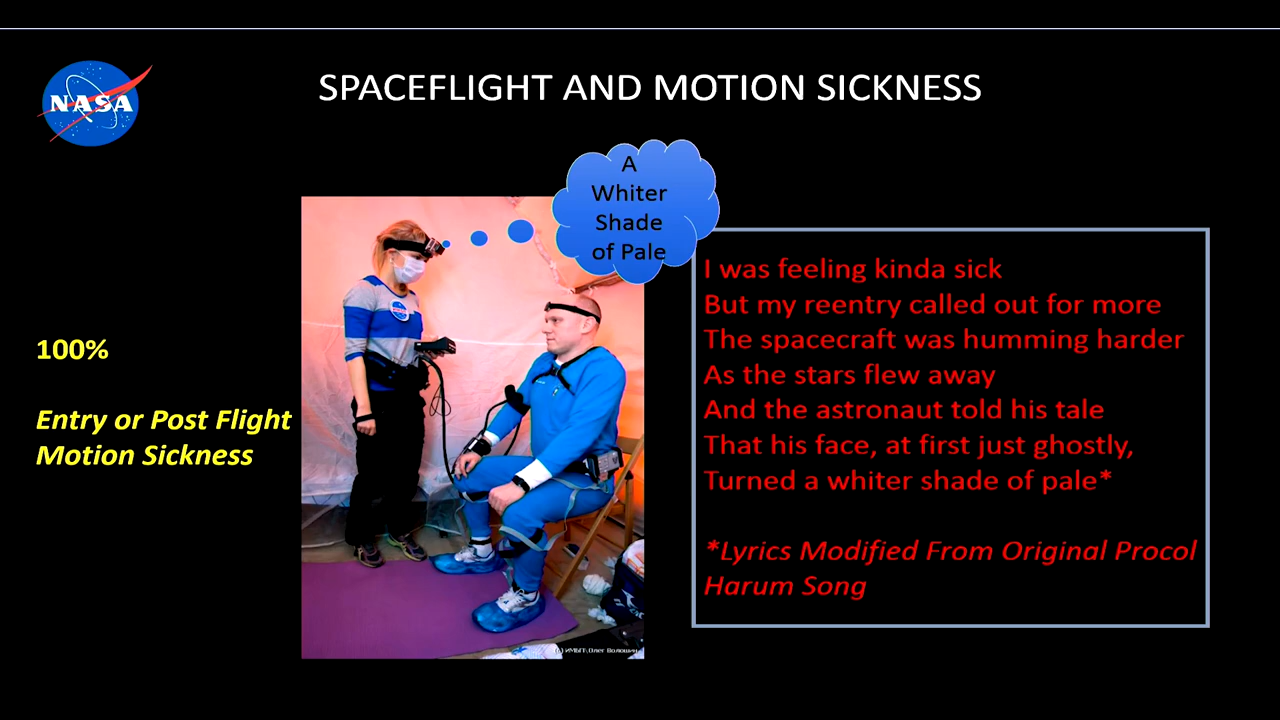 NASA
SPACEFLIGHT AND MOTION SICKNESS
A
Whiter
Shade
of Pale
100%
Entry or Post Flight
Motion Sickness
I was feeling kinda sick
But my reentry called out for more
The spacecraft was humming harder
As the stars flew away
And the astronaut told his tale
That his face, at first just ghostly,
Turned a whiter shade of pale*
*Lyrics Modified From Original Procol
Harum Song
ИМБП\Олег Волошин